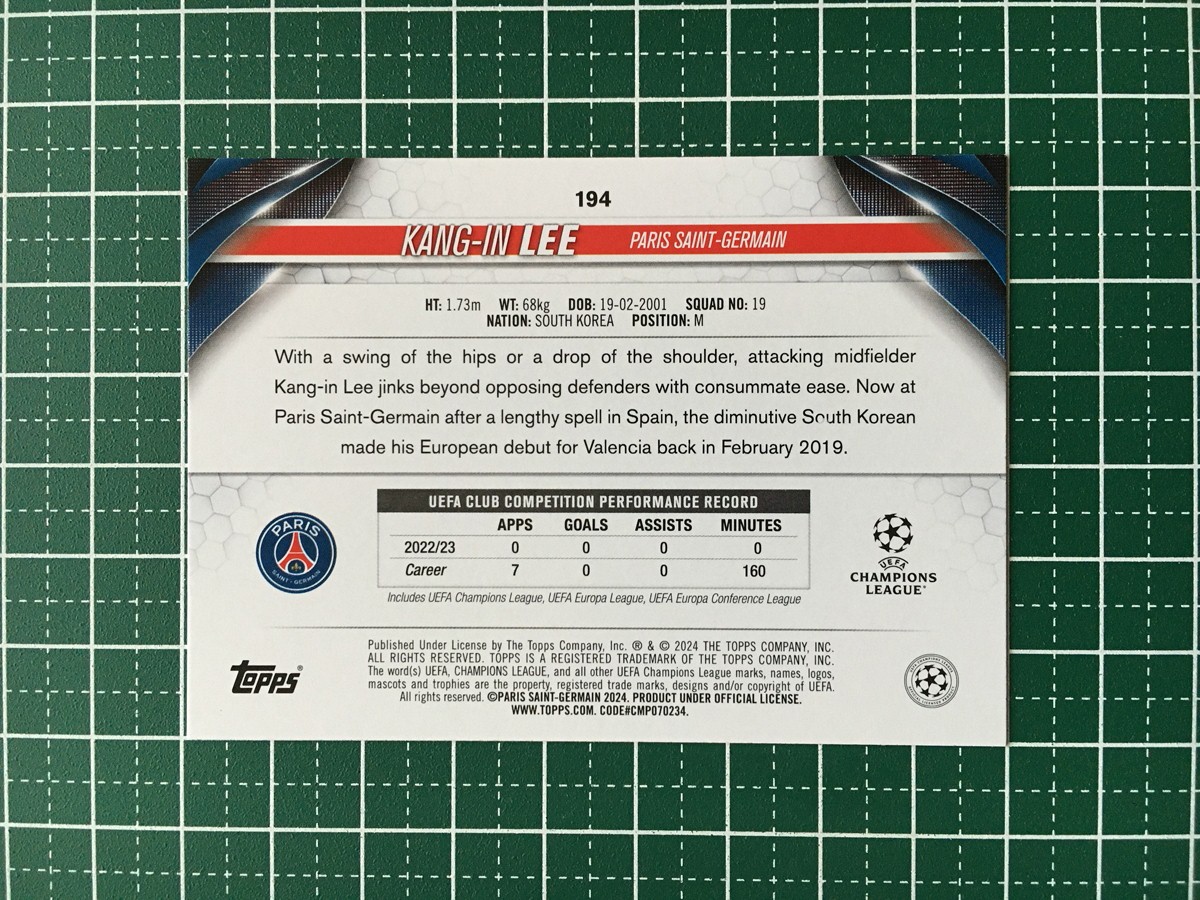 194
KANG-IN LEE PARIS SAINT-GERMAIN
HT: 1.73m WT: 68kg DOB: 19-02-2001 SQUAD NO: 19
NATION: SOUTH KOREA POSITION: M
With a swing of the hips or a drop of the shoulder, attacking midfielder
Kang-in Lee jinks beyond opposing defenders with consummate ease. Now at
Paris Saint-Germain after a lengthy spell in Spain, the diminutive South Korean
made his European debut for Valencia back in February 2019.
UEFA CLUB COMPETITION PERFORMANCE RECORD
APPS GOALS ASSISTS MINUTES
2022/23 0 0 0 0
Career 7 0 0 160
Includes UEFA Champions League, UEFA Europa League, UEFA Europa Conference League
PARIS
SAINT-GERMAIN
UEFA
CHAMPIONS
LEAGUE®
Published Under License by The Topps Company, Inc. ® & © 2024 THE TOPPS COMPANY, INC.
ALL RIGHTS RESERVED. TOPPS IS A REGISTERED TRADEMARK OF THE TOPPS COMPANY, INC.
The word(s) UEFA, CHAMPIONS LEAGUE, and all other UEFA Champions League marks, names, logos,
mascots and trophies are the property, registered trade marks, designs and/or copyright of UEFA.
All rights reserved. ©PARIS SAINT-GERMAIN 2024. PRODUCT UNDER OFFICIAL LICENSE.
WWW.TOPPS.COM. CODE#CMP070234.
Topps®